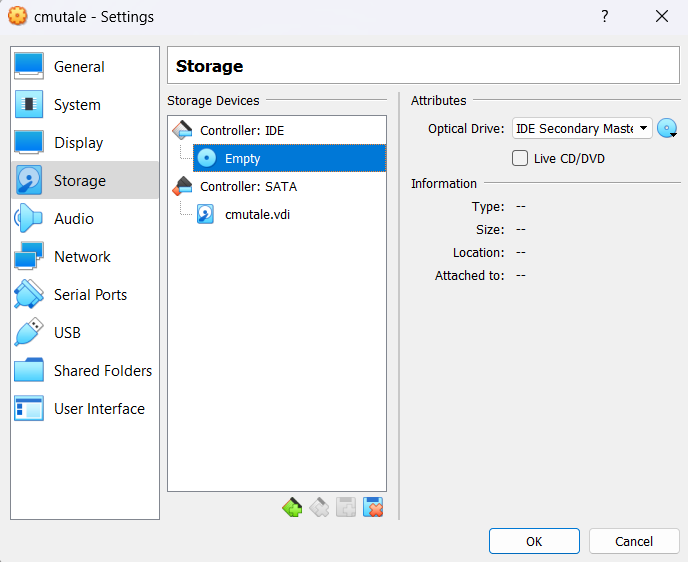 cmutale - Settings
?
General
System
Display
Storage
Audio
Network
Serial Ports
USB
Shared Folders
User Interface
Storage
Storage Devices
Controller: IDE
Empty
Controller: SATA
cmutale.vdi
Attributes
Optical Drive: IDE Secondary Maste
Live CD/DVD
Information
Type: --
Size: --
Location: --
Attached to: --
OK
Cancel